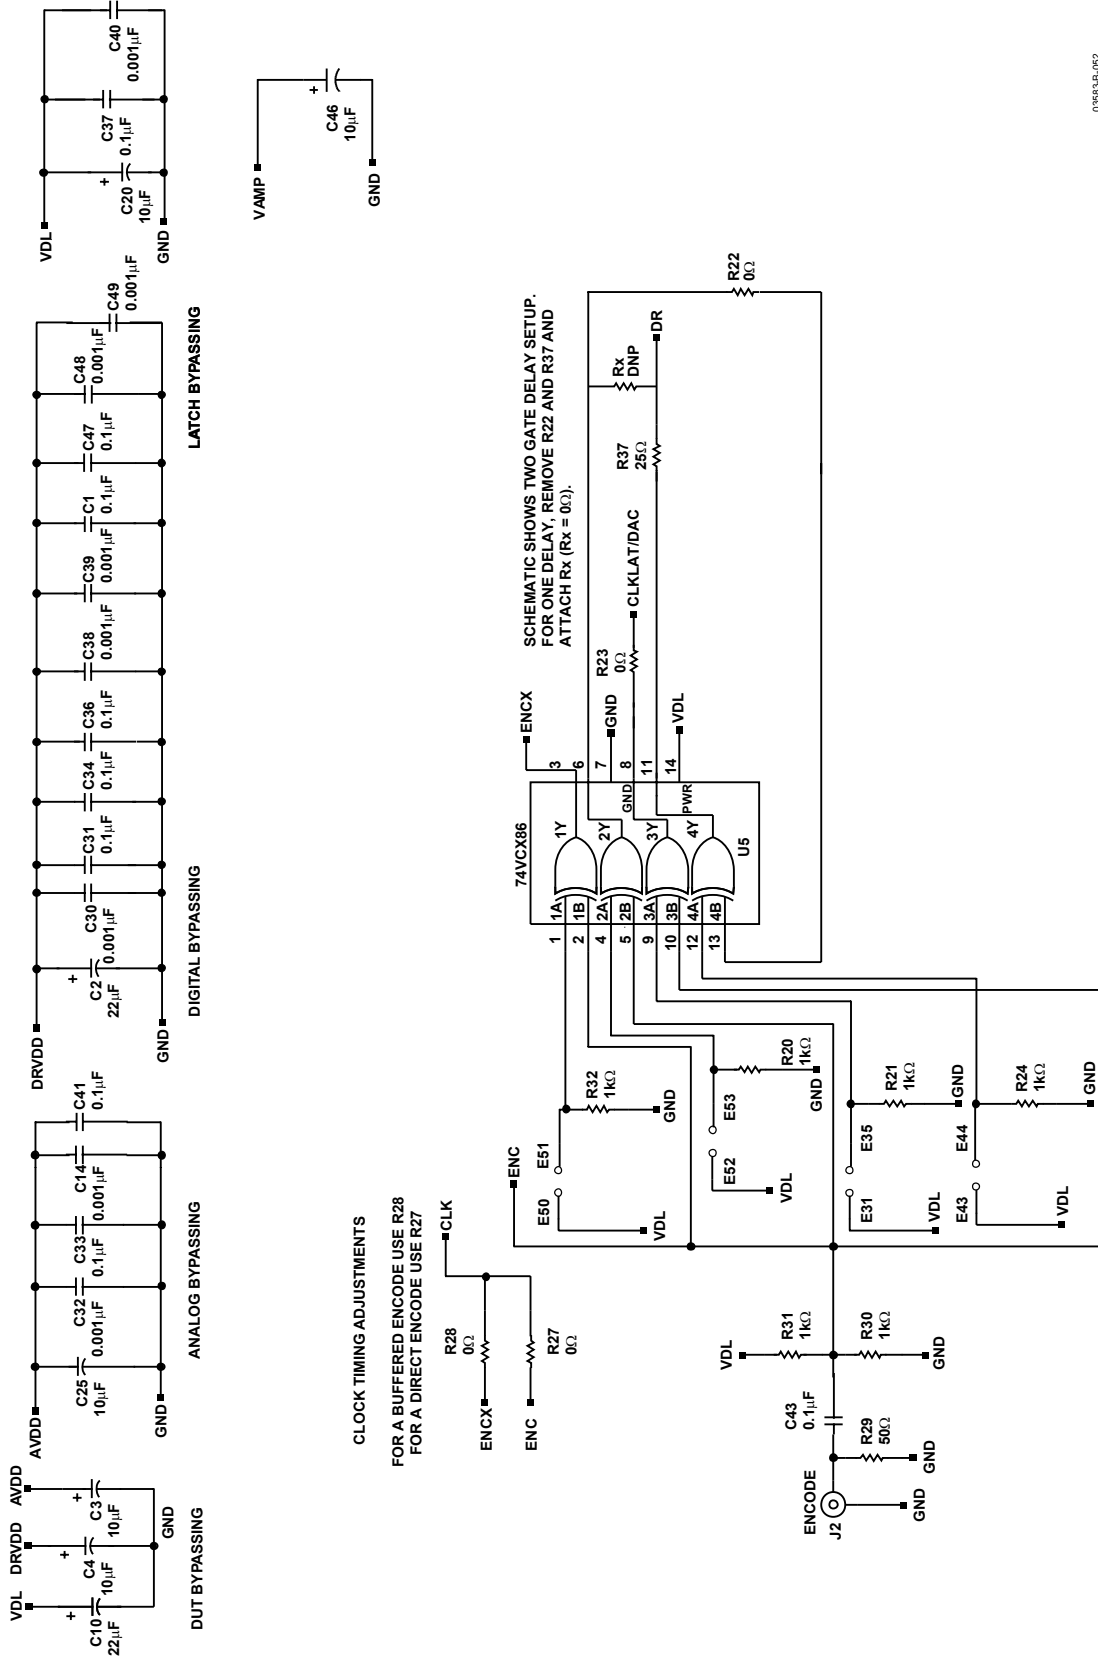 VDL
DRVDD
AVDD
C10
22µF
+
C4
10µF
+
C3
10µF
+
GND
DUT BYPASSING
AVDD
GND
C25
10µF
C32
0.001µF
C33
0.1µF
C14
0.001µF
C41
0.1µF
ANALOG BYPASSING
DRVDD
GND
+
C2
22µF
C30
0.001µF
C31
0.1µF
C34
0.1µF
C36
0.1µF
C38
0.001µF
C39
0.001µF
C1
0.1µF
C47
0.1µF
C48
0.001µF
C49
0.001µF
DIGITAL BYPASSING
LATCH BYPASSING
VDL
GND
+
C20
10µF
C37
0.1µF
C40
0.001µF
VAMP
GND
+
C46
10µF
CLOCK TIMING ADJUSTMENTS
FOR A BUFFERED ENCODE USE R28
FOR A DIRECT ENCODE USE R27
ENCX
R28
0Ω
CLK
ENC
R27
0Ω
ENCODE
J2
GND
R29
50Ω
GND
C43
0.1µF
VDL
R31
1kΩ
R30
1kΩ
GND
ENC
E50
E51
VDL
R32
1kΩ
GND
E52
E53
VDL
R20
1kΩ
GND
E31
E35
VDL
R21
1kΩ
GND
E43
E44
VDL
R24
1kΩ
GND
74VCX86
U5
1
1A
2
1B
4
2A
5
2B
9
3A
10
3B
12
4A
13
4B
1Y
2Y
3Y
4Y
GND
PWR
3
6
7
8
11
14
ENCX
GND
VDL
R23
0Ω
CLKLAT/DAC
R37
25Ω
Rx
DNP
DR
R22
0Ω
SCHEMATIC SHOWS TWO GATE DELAY SETUP.
FOR ONE DELAY, REMOVE R22 AND R37 AND
ATTACH Rx (Rx = 0Ω).
03583-B-052